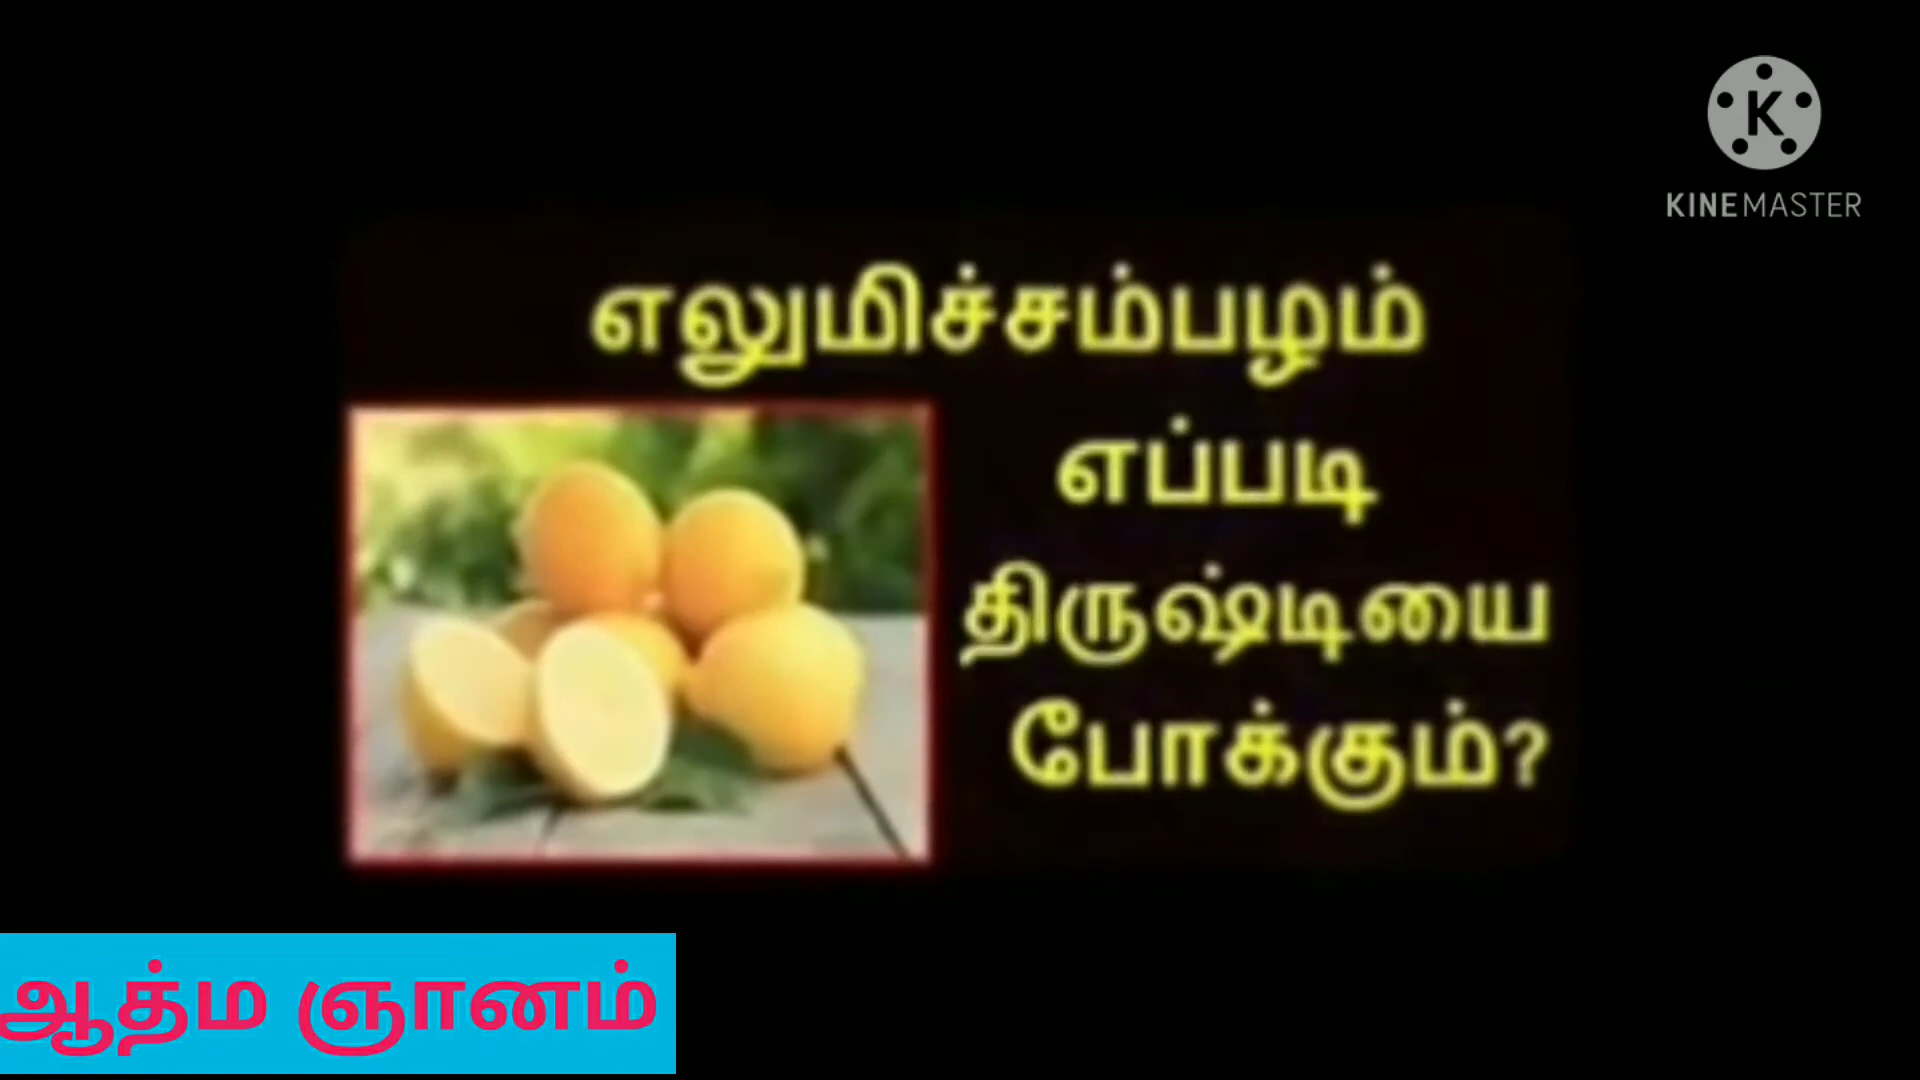 K
KINEMASTER
எலுமிச்சம்பழம்
எப்படி
திருஷ்டியை
போக்கும்?
ஆத்ம ஞானம்